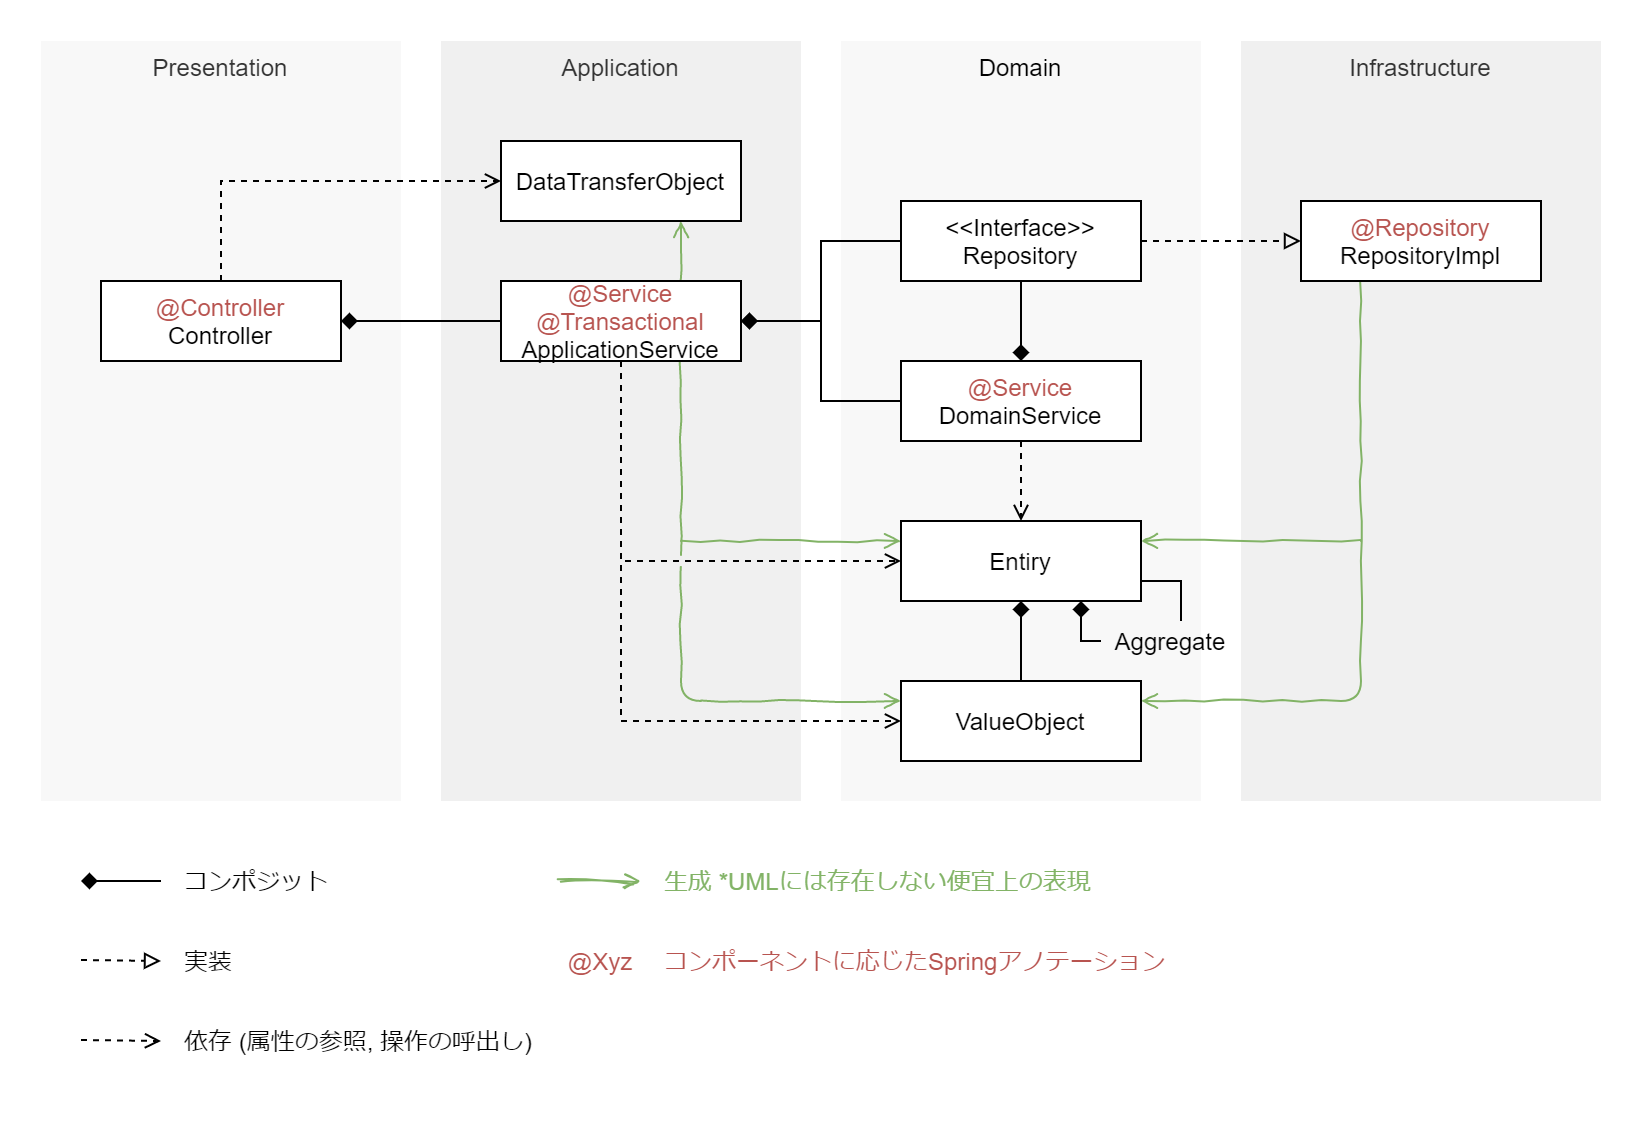 Presentation
Application
Domain
Infrastructure
DataTransferObject
<<Interface>>
Repository
@Repository
RepositoryImpl
@Controller
Controller
@Service
@Transactional
ApplicationService
@Service
DomainService
Entiry
Aggregate
ValueObject
コンポジット
生成 *UMLには存在しない便宜上の表現
実装
@Xyz コンポーネントに応じたSpringアノテーション
依存 (属性の参照, 操作の呼出し)